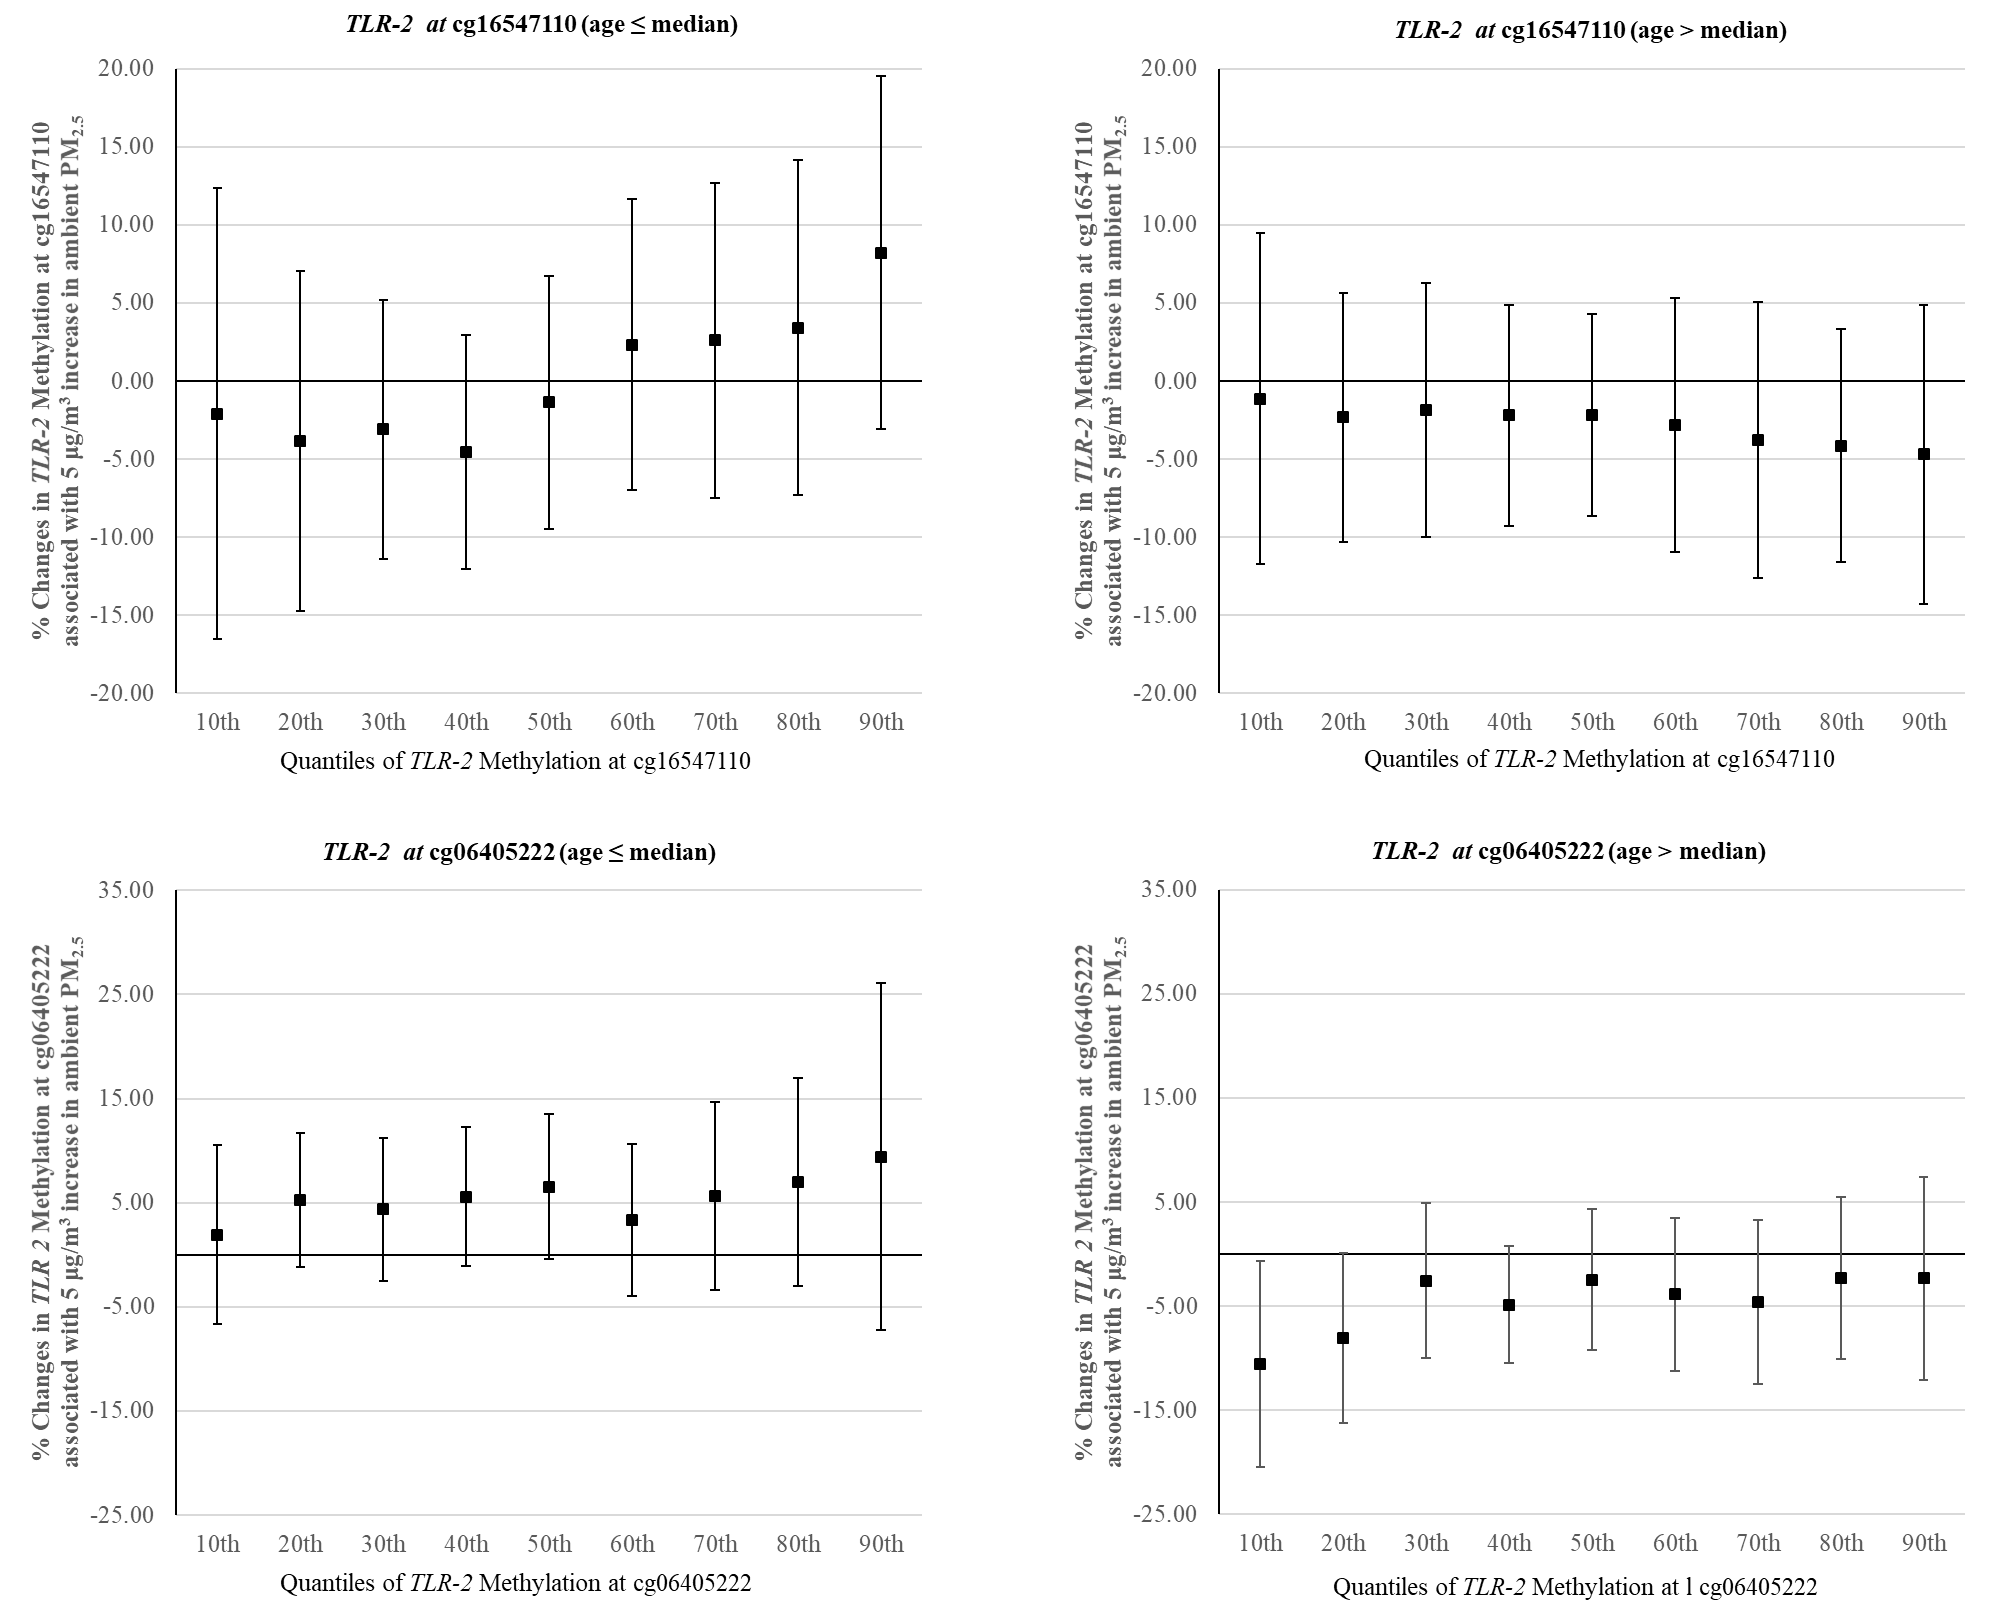 TLR-2 at cg16547110 (age ≤ median)
% Changes in TLR-2 Methylation at cg16547110
associated with 5 µg/m³ increase in ambient PM2.5
20.00
15.00
10.00
5.00
0.00
-5.00
-10.00
-15.00
-20.00
10th 20th 30th 40th 50th 60th 70th 80th 90th
Quantiles of TLR-2 Methylation at cg16547110
TLR-2 at cg16547110 (age > median)
% Changes in TLR-2 Methylation at cg16547110
associated with 5 µg/m³ increase in ambient PM2.5
20.00
15.00
10.00
5.00
0.00
-5.00
-10.00
-15.00
-20.00
10th 20th 30th 40th 50th 60th 70th 80th 90th
Quantiles of TLR-2 Methylation at cg16547110
TLR-2 at cg06405222 (age ≤ median)
% Changes in TLR 2 Methylation at cg06405222
associated with 5 µg/m³ increase in ambient PM2.5
35.00
25.00
15.00
5.00
-5.00
-15.00
-25.00
10th 20th 30th 40th 50th 60th 70th 80th 90th
Quantiles of TLR-2 Methylation at cg06405222
TLR-2 at cg06405222 (age > median)
% Changes in TLR 2 Methylation at cg06405222
associated with 5 µg/m³ increase in ambient PM2.5
35.00
25.00
15.00
5.00
-5.00
-15.00
-25.00
10th 20th 30th 40th 50th 60th 70th 80th 90th
Quantiles of TLR-2 Methylation at l cg06405222